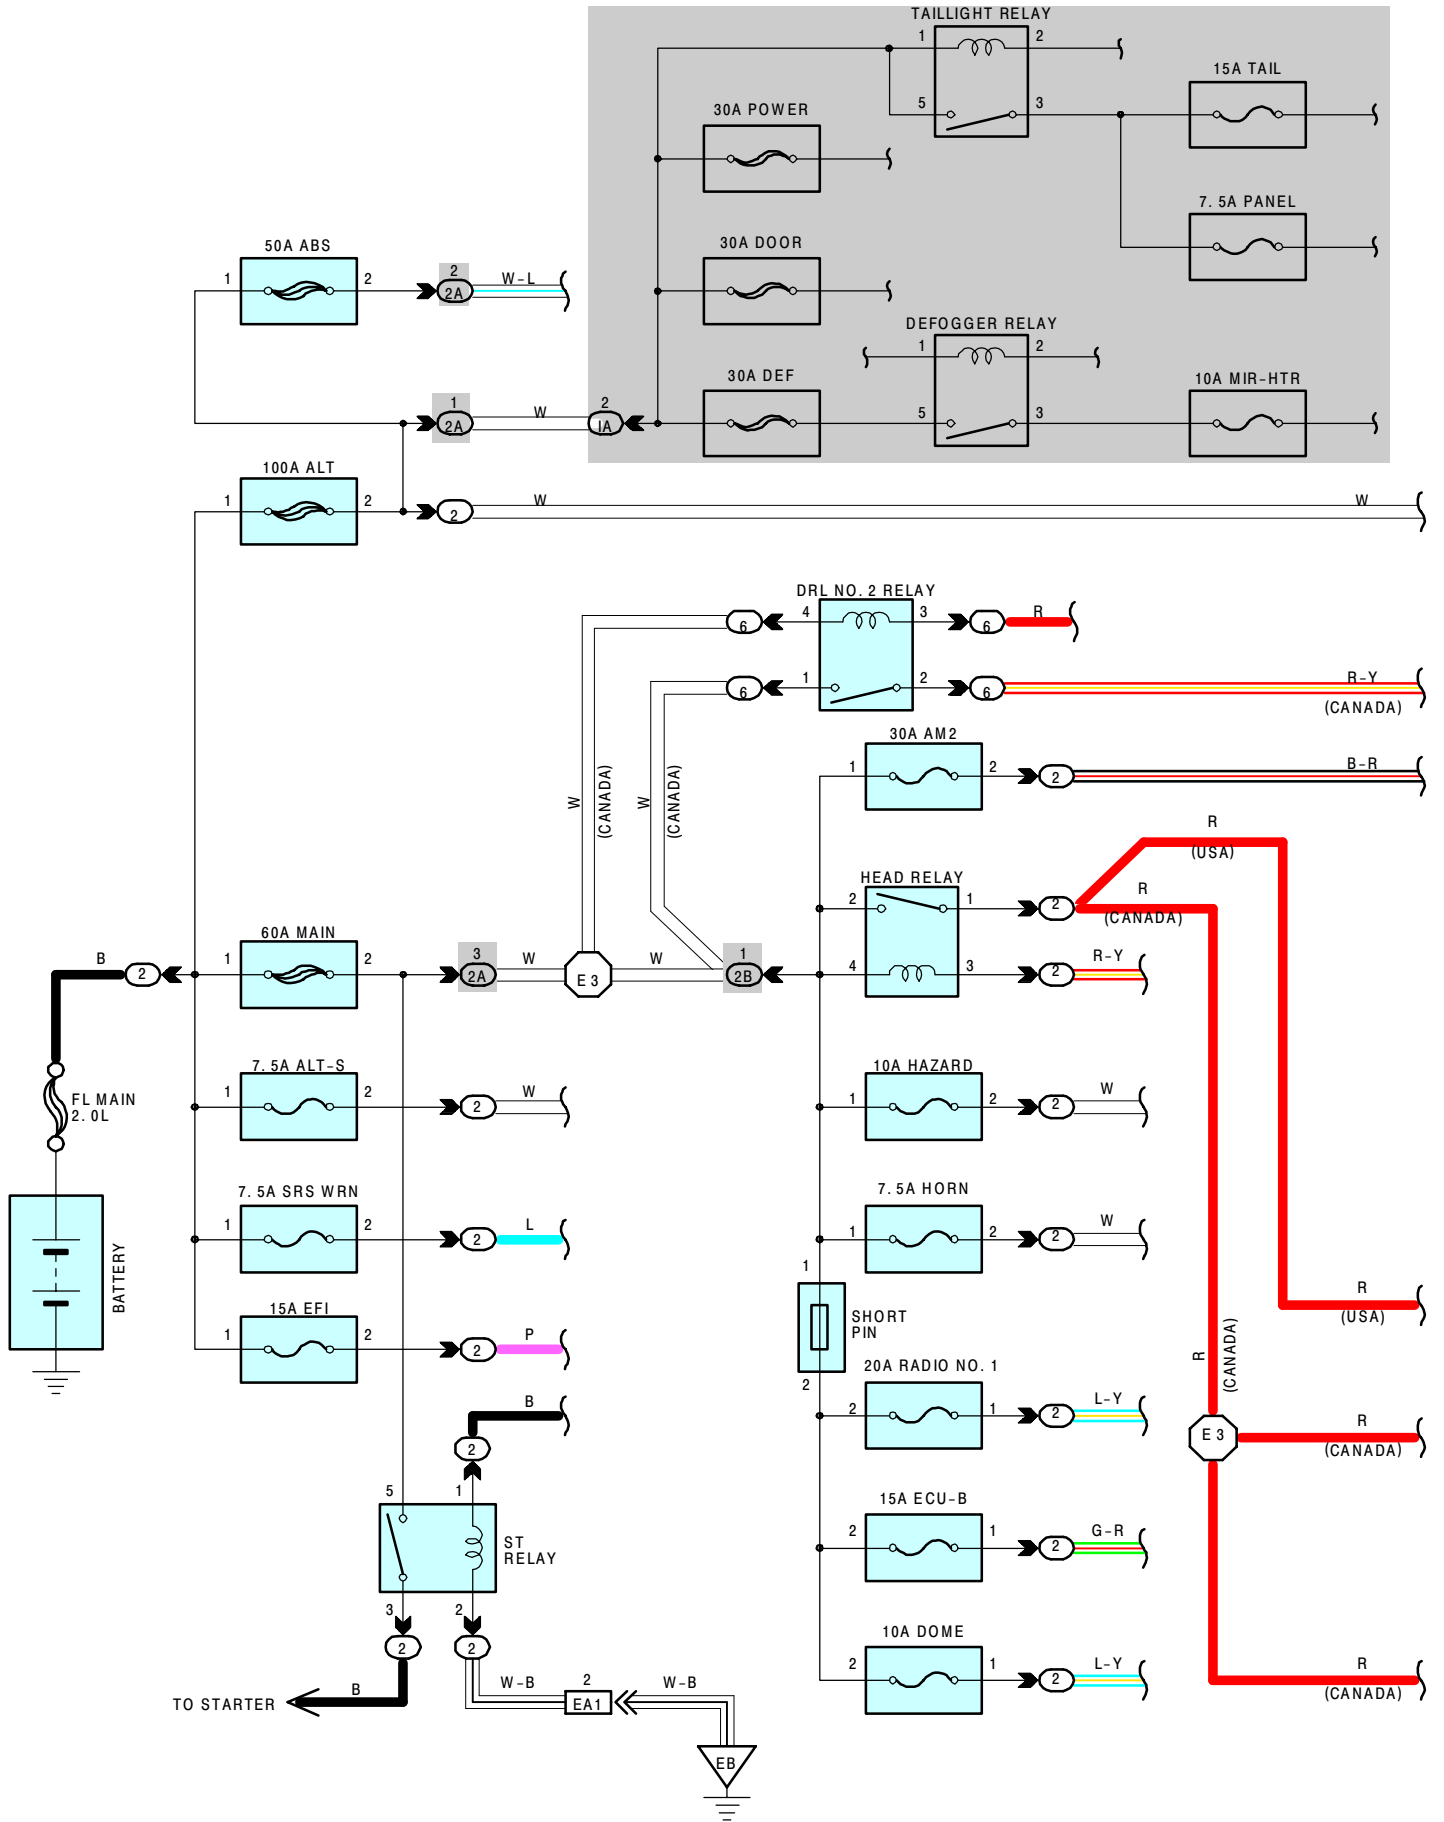 TAILLIGHT RELAY
1 2
15A TAIL
30A POWER
5 3
7. 5A PANEL
50A ABS
1 2
2
2A
W-L
30A DOOR
DEFOGGER RELAY
1 2
30A DEF
10A MIR-HTR
1
2A
W
2
IA
5 3
100A ALT
1 2
2
W W
DRL NO. 2 RELAY
6 4 3 6 R
6 1 2 6 R-Y
(CANADA)
30A AM2
1 2 2 B-R
W
(CANADA)
W
(CANADA)
R
(USA)
HEAD RELAY
2 1 2
R
(CANADA)
60A MAIN
B
2
1 2
3
2A
W
E 3
W
1
2B
4 3 2 R-Y
7. 5A ALT-S
1 2 2 W
10A HAZARD
1 2 2 W
FL MAIN
2. 0L
7. 5A SRS WRN
1 2 2 L
7. 5A HORN
1 2 2 W
BATTERY
1
SHORT
PIN
2
R
(USA)
15A EFI
1 2 2 P
20A RADIO NO. 1
2 1 2 L-Y
R
(CANADA)
E 3
R
(CANADA)
B
2
5 1
ST
RELAY
3 2
2 2
15A ECU-B
2 1 2 G-R
10A DOME
2 1 2 L-Y
R
(CANADA)
TO STARTER
B
W-B
2
EA1
W-B
EB